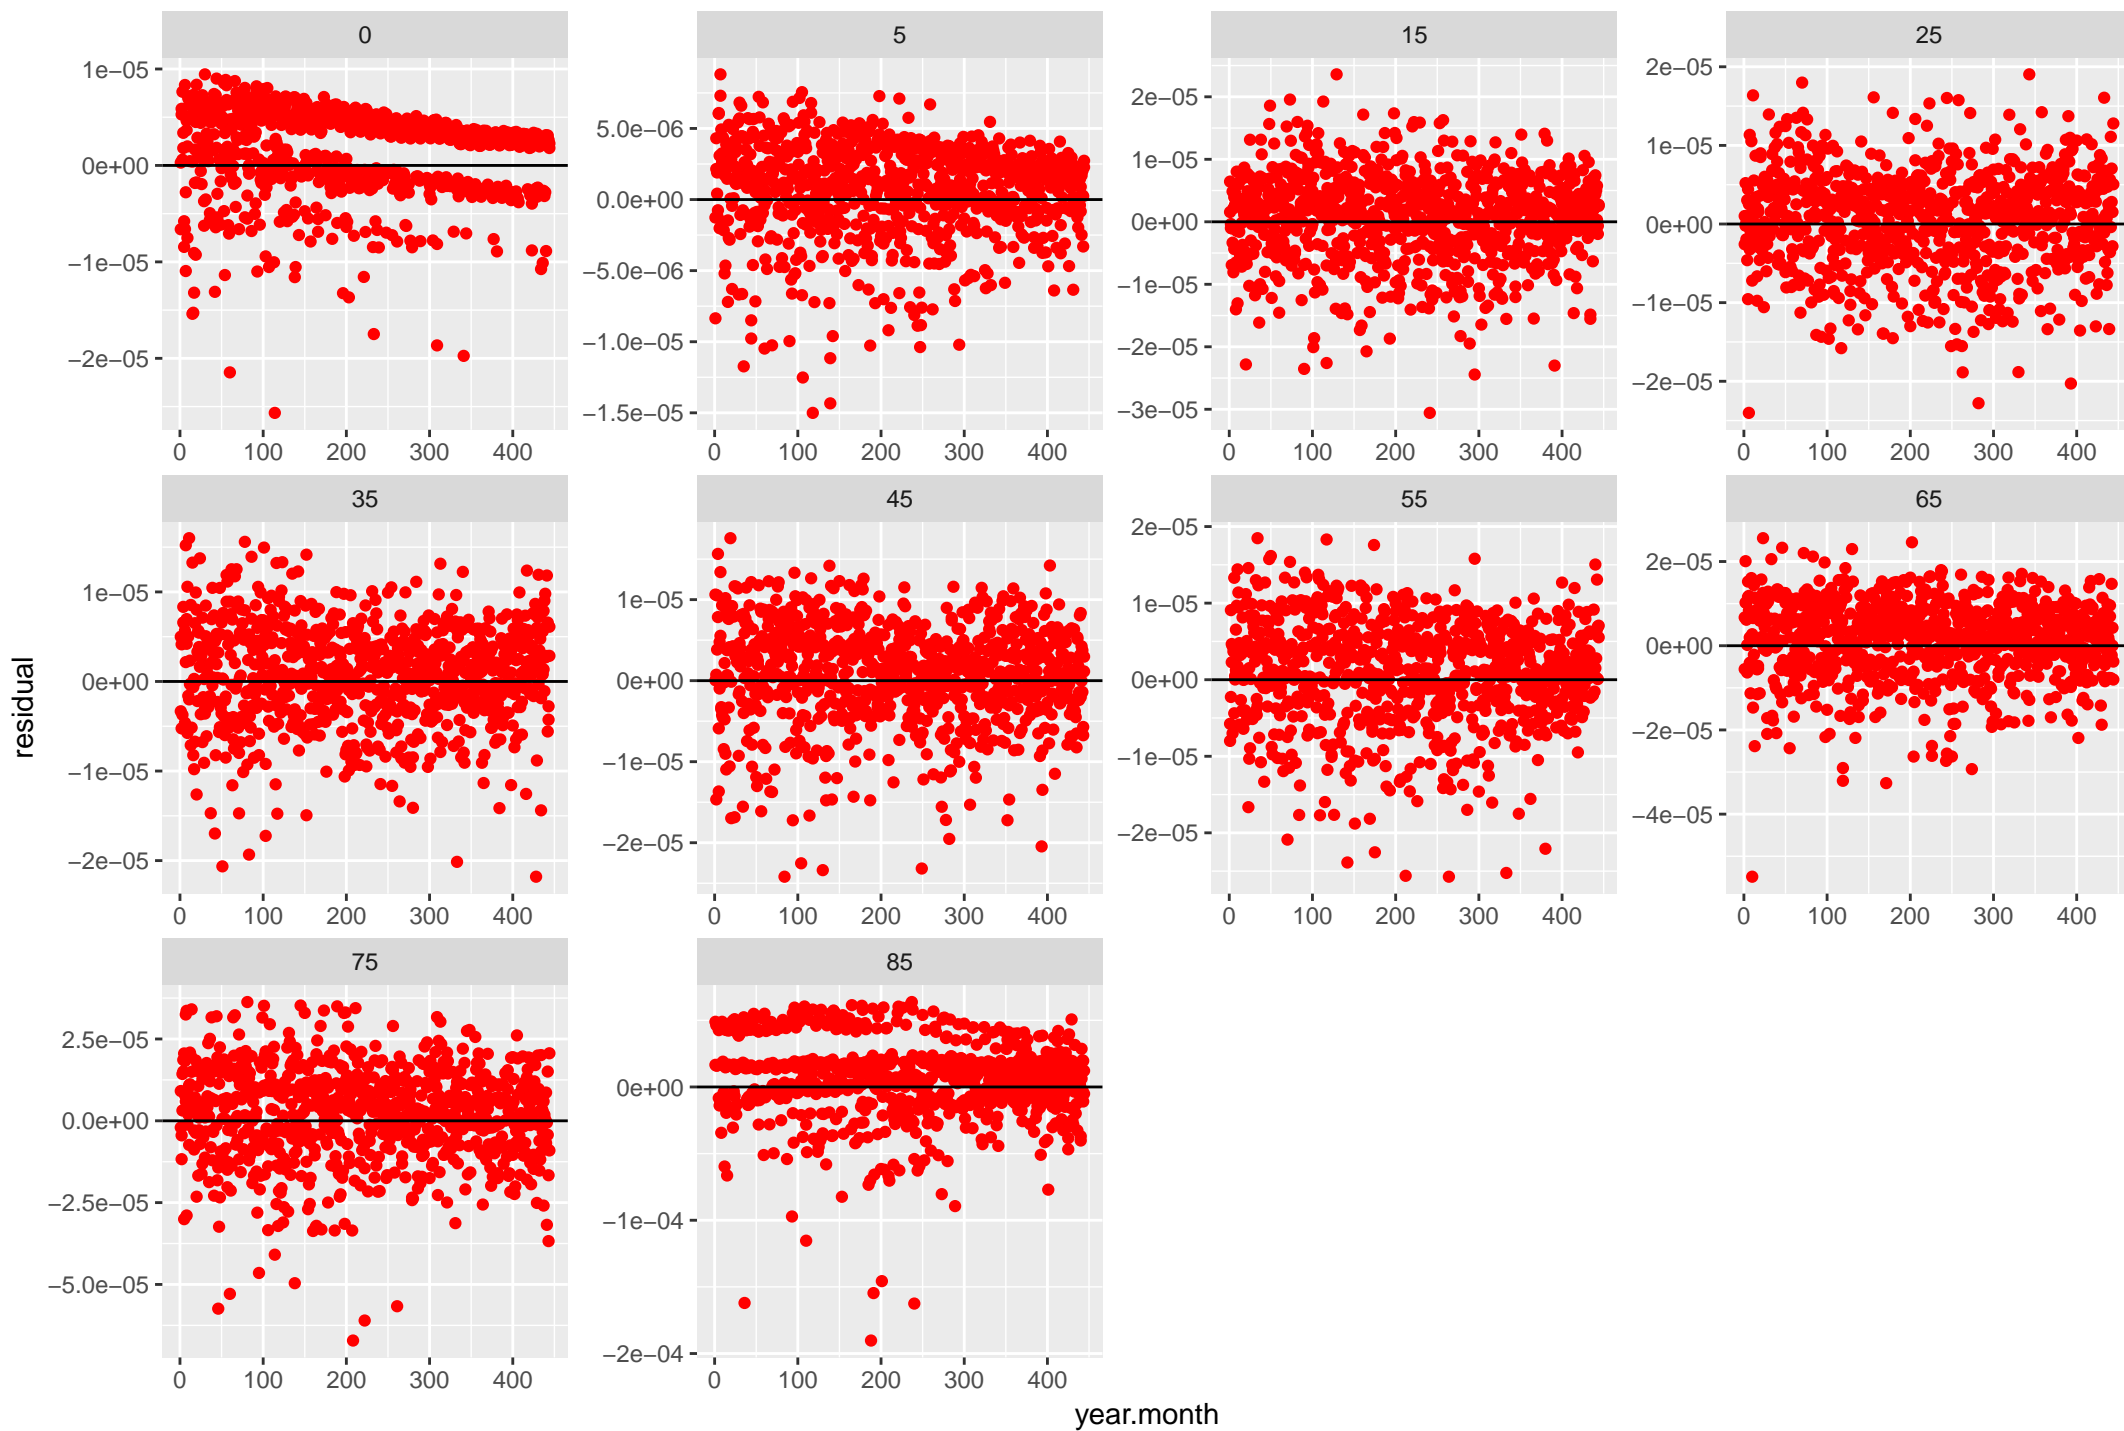 0 5 15 25
1e−05 0e+00 −1e−05 −2e−05
5.0e−06 0.0e+00 −5.0e−06 −1.0e−05 −1.5e−05
2e−05 1e−05 0e+00 −1e−05 −2e−05 −3e−05
2e−05 1e−05 0e+00 −1e−05 −2e−05
0 100 200 300 400 0 100 200 300 400 0 100 200 300 400 0 100 200 300 400
35 45 55 65
1e−05 0e+00 −1e−05 −2e−05
1e−05 0e+00 −1e−05 −2e−05
2e−05 1e−05 0e+00 −1e−05 −2e−05
2e−05 0e+00 −2e−05 −4e−05
0 100 200 300 400 0 100 200 300 400 0 100 200 300 400 0 100 200 300 400
75 85
2.5e−05 0.0e+00 −2.5e−05 −5.0e−05
0e+00 −1e−04 −2e−04
0 100 200 300 400 0 100 200 300 400
residual
year.month